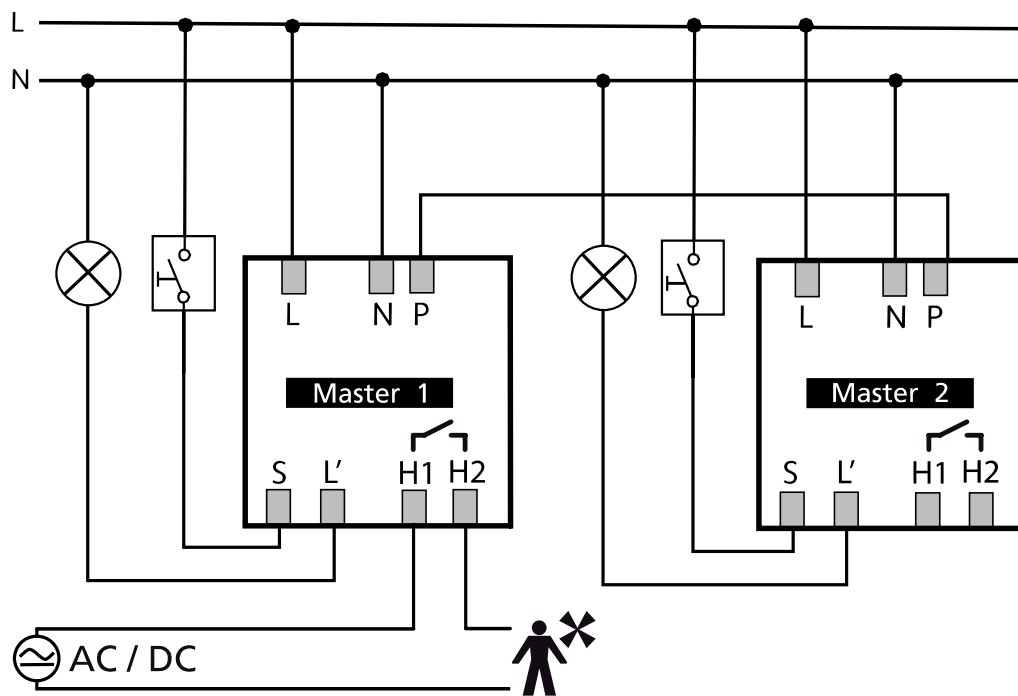 L
N
L N P
L N P
Master 1
Master 2
S L′ H1 H2
S L′ H1 H2
AC / DC